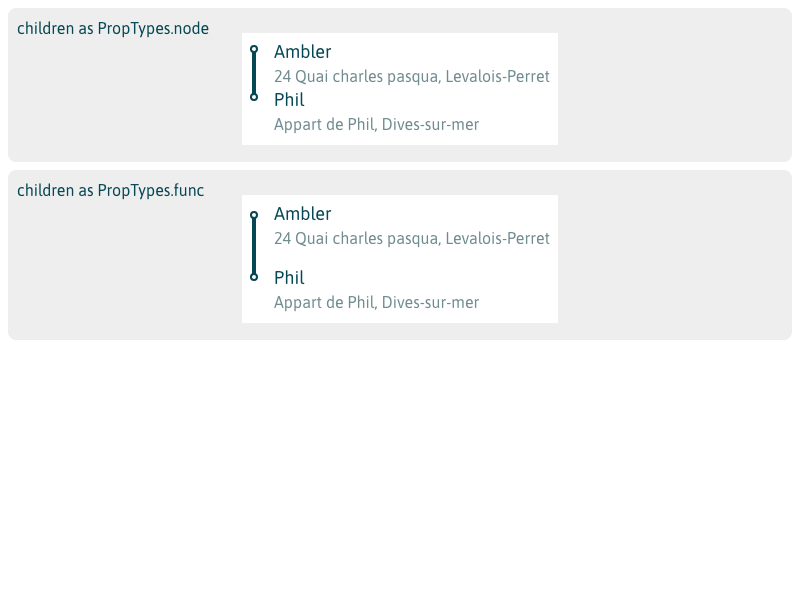 children as PropTypes.node
Ambler
24 Quai charles pasqua, Levalois-Perret
Phil
Appart de Phil, Dives-sur-mer
children as PropTypes.func
Ambler
24 Quai charles pasqua, Levalois-Perret
Phil
Appart de Phil, Dives-sur-mer